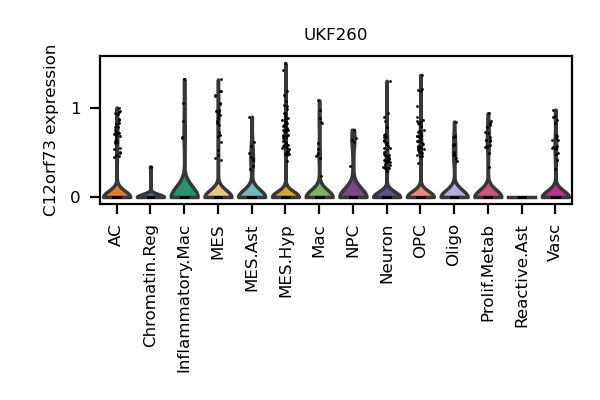 UKF260
C12orf73 expression
1
0
AC
Chromatin.Reg
Inflammatory.Mac
MES
MES.Ast
MES.Hyp
Mac
NPC
Neuron
OPC
Oligo
Prolif.Metab
Reactive.Ast
Vasc